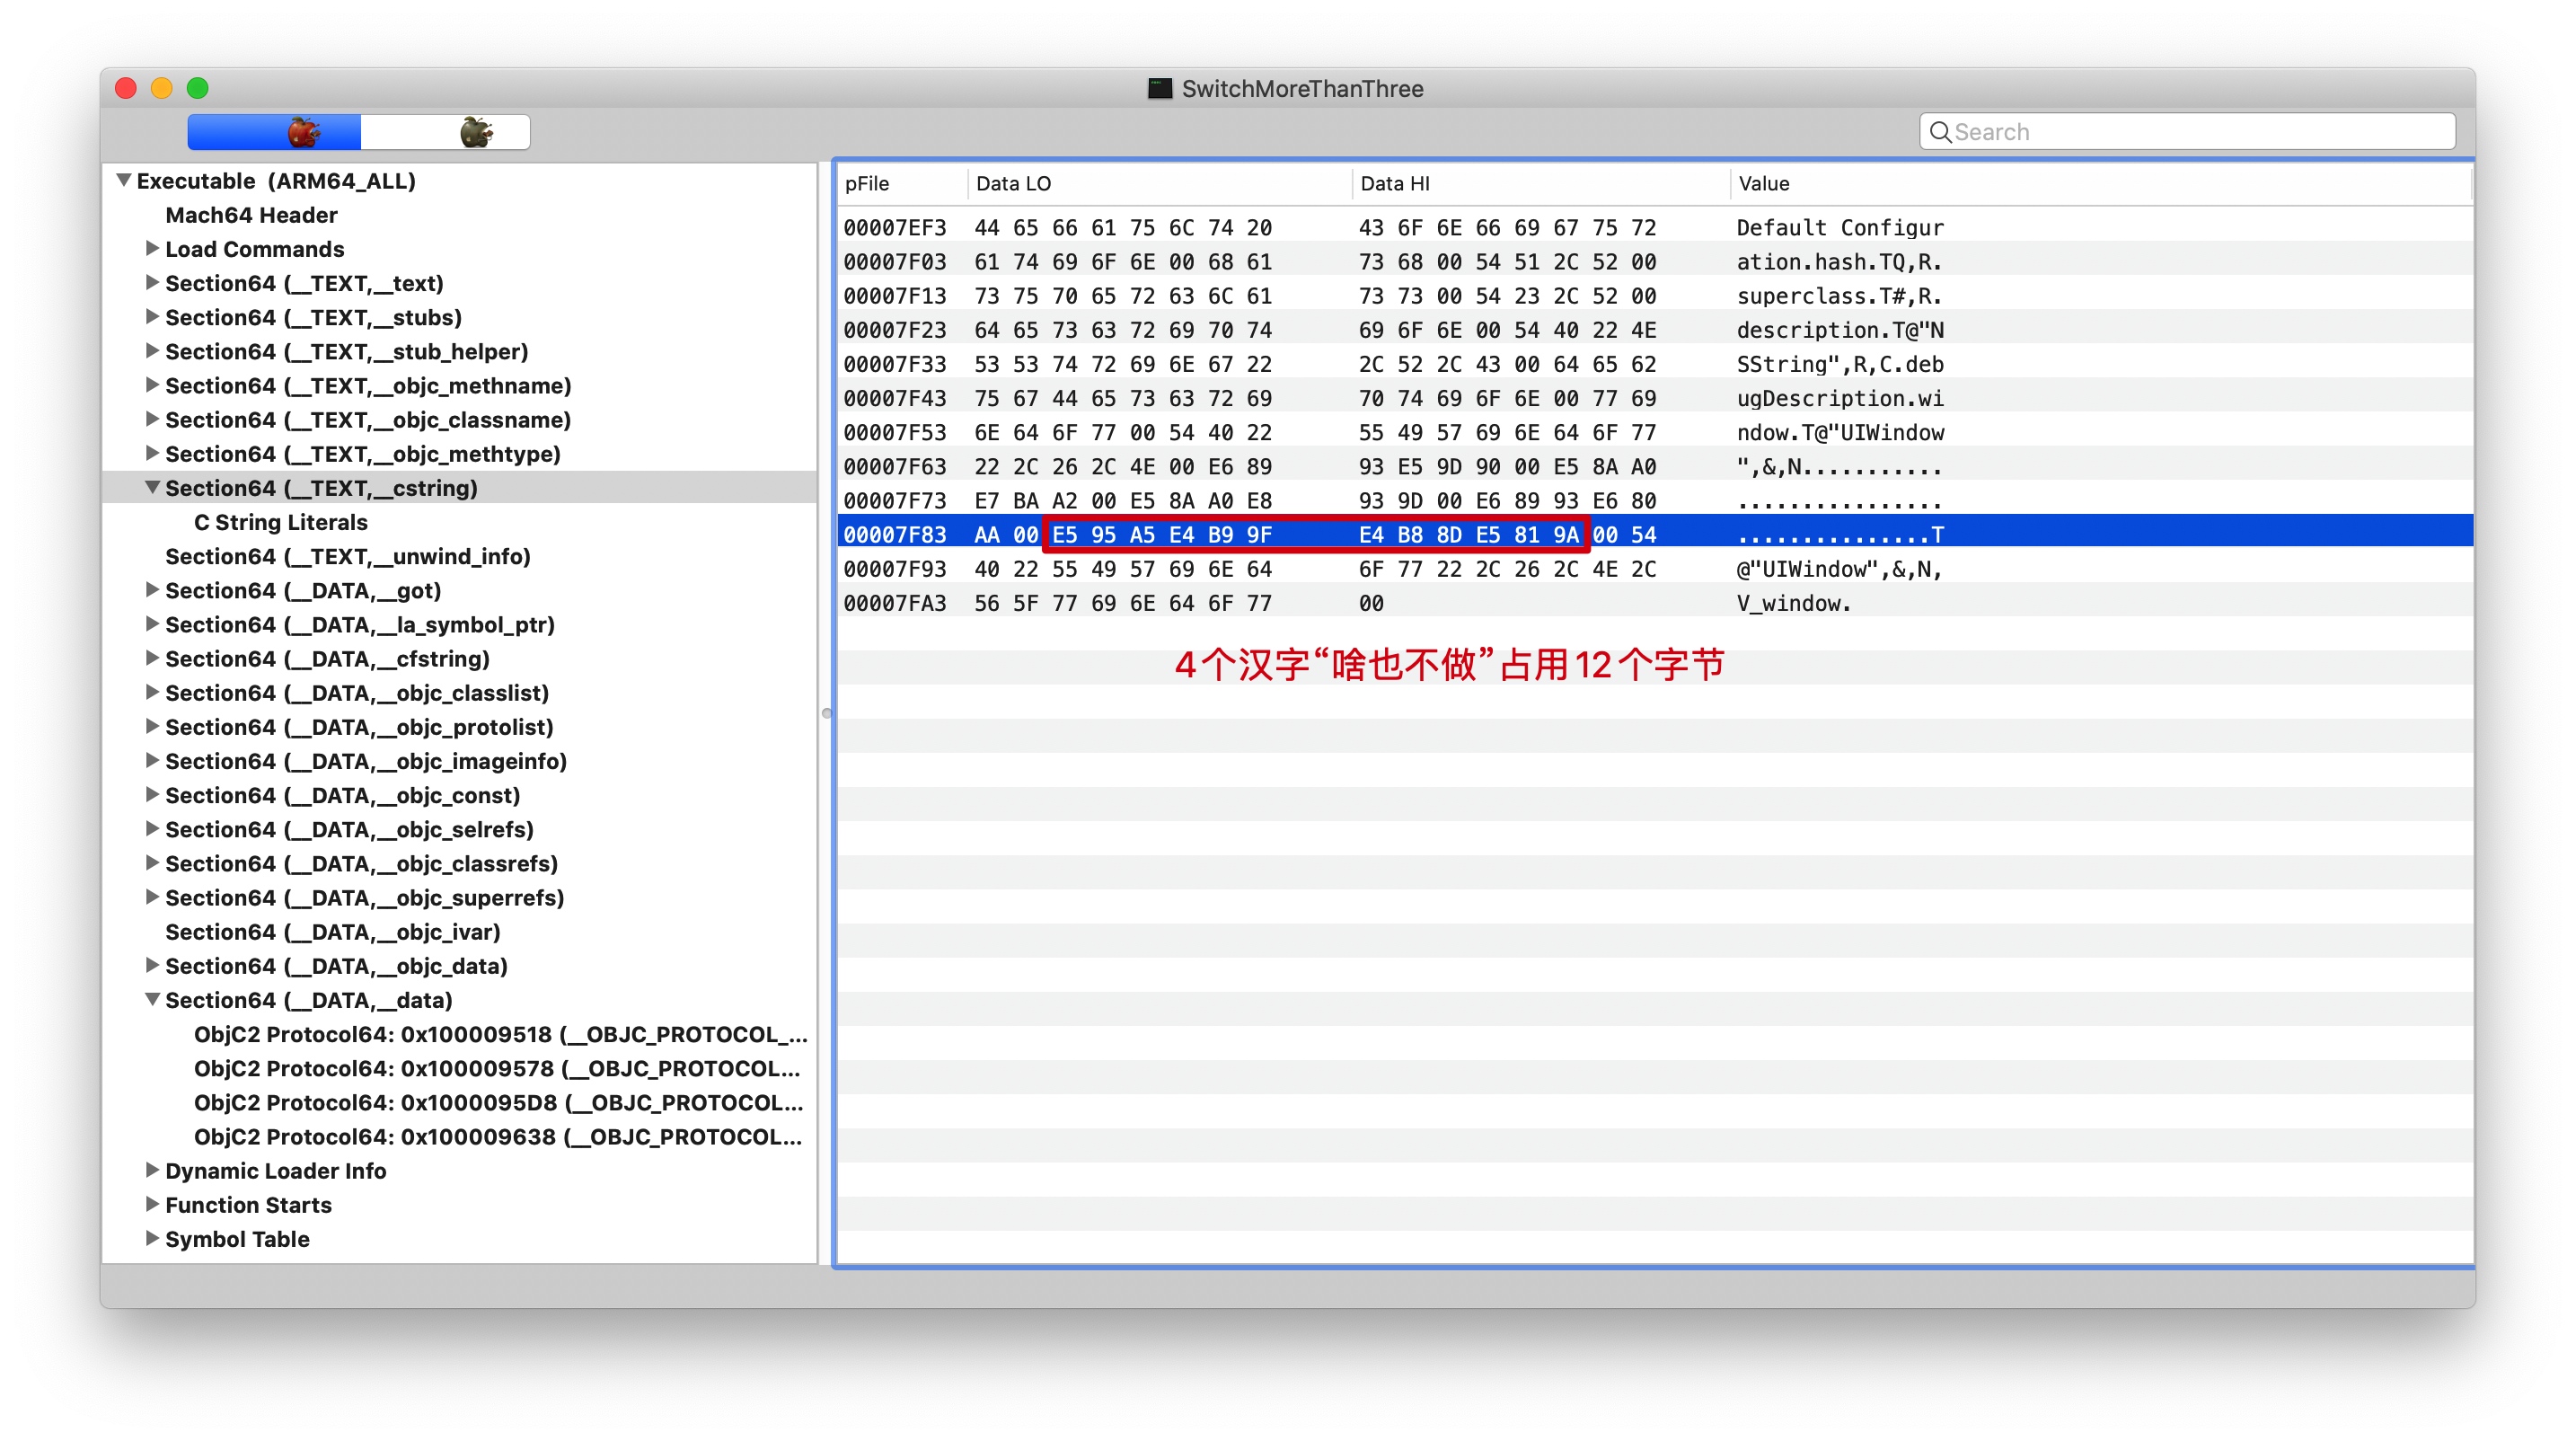 SwitchMoreThanThree
Search
Executable (ARM64_ALL)
Mach64 Header
Load Commands
Section64 (__TEXT,__text)
Section64 (__TEXT,__stubs)
Section64 (__TEXT,__stub_helper)
Section64 (__TEXT,__objc_methname)
Section64 (__TEXT,__objc_classname)
Section64 (__TEXT,__objc_methtype)
Section64 (__TEXT,__cstring)
C String Literals
Section64 (__TEXT,__unwind_info)
Section64 (__DATA,__got)
Section64 (__DATA,__la_symbol_ptr)
Section64 (__DATA,__cfstring)
Section64 (__DATA,__objc_classlist)
Section64 (__DATA,__objc_protolist)
Section64 (__DATA,__objc_imageinfo)
Section64 (__DATA,__objc_const)
Section64 (__DATA,__objc_selrefs)
Section64 (__DATA,__objc_classrefs)
Section64 (__DATA,__objc_superrefs)
Section64 (__DATA,__objc_ivar)
Section64 (__DATA,__objc_data)
Section64 (__DATA,__data)
ObjC2 Protocol64: 0x100009518 (__OBJC_PROTOCOL_...
ObjC2 Protocol64: 0x100009578 (__OBJC_PROTOCOL...
ObjC2 Protocol64: 0x1000095D8 (__OBJC_PROTOCOL...
ObjC2 Protocol64: 0x100009638 (__OBJC_PROTOCOL...
Dynamic Loader Info
Function Starts
Symbol Table
pFile Data LO Data HI Value
00007EF3 44 65 66 61 75 6C 74 20 43 6F 6E 66 69 67 75 72 Default Configur
00007F03 61 74 69 6F 6E 00 68 61 73 68 00 54 51 2C 52 00 ation.hash.TQ,R.
00007F13 73 75 70 65 72 63 6C 61 73 73 00 54 23 2C 52 00 superclass.T#,R.
00007F23 64 65 73 63 72 69 70 74 69 6F 6E 00 54 40 22 4E description.T@"N
00007F33 53 53 74 72 69 6E 67 22 2C 52 2C 43 00 64 65 62 SString",R,C.deb
00007F43 75 67 44 65 73 63 72 69 70 74 69 6F 6E 00 77 69 ugDescription.wi
00007F53 6E 64 6F 77 00 54 40 22 55 49 57 69 6E 64 6F 77 ndow.T@"UIWindow
00007F63 22 2C 26 2C 4E 00 E6 89 93 E5 9D 90 00 E5 8A A0 ",&,N...........
00007F73 E7 BA A2 00 E5 8A A0 E8 93 9D 00 E6 89 93 E6 80 ................
00007F83 AA 00 E5 95 A5 E4 B9 9F E4 B8 8D E5 81 9A 00 54 ...............T
00007F93 40 22 55 49 57 69 6E 64 6F 77 22 2C 26 2C 4E 2C @"UIWindow",&,N,
00007FA3 56 5F 77 69 6E 64 6F 77 00 V_window.
4个汉字“啥也不做”占用12个字节